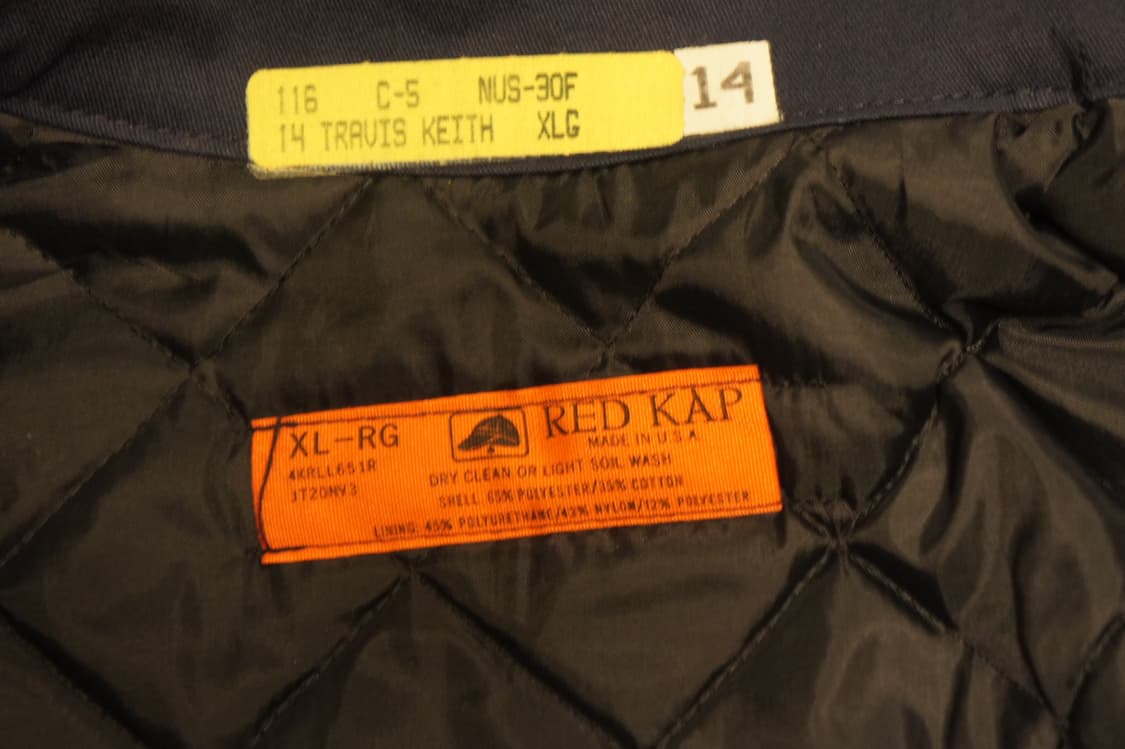 116 C-5 NUS-30F
14 TRAVIS KEITH XLG
14
XL-RG
4KRLL651R
JT20NV3
RED KAP
MADE IN U.S.A
DRY CLEAN OR LIGHT SOIL WASH
SHELL 65% POLYESTER/35% COTTON
LINING 45% POLYURETHANE/43% NYLON/12% POLYESTER